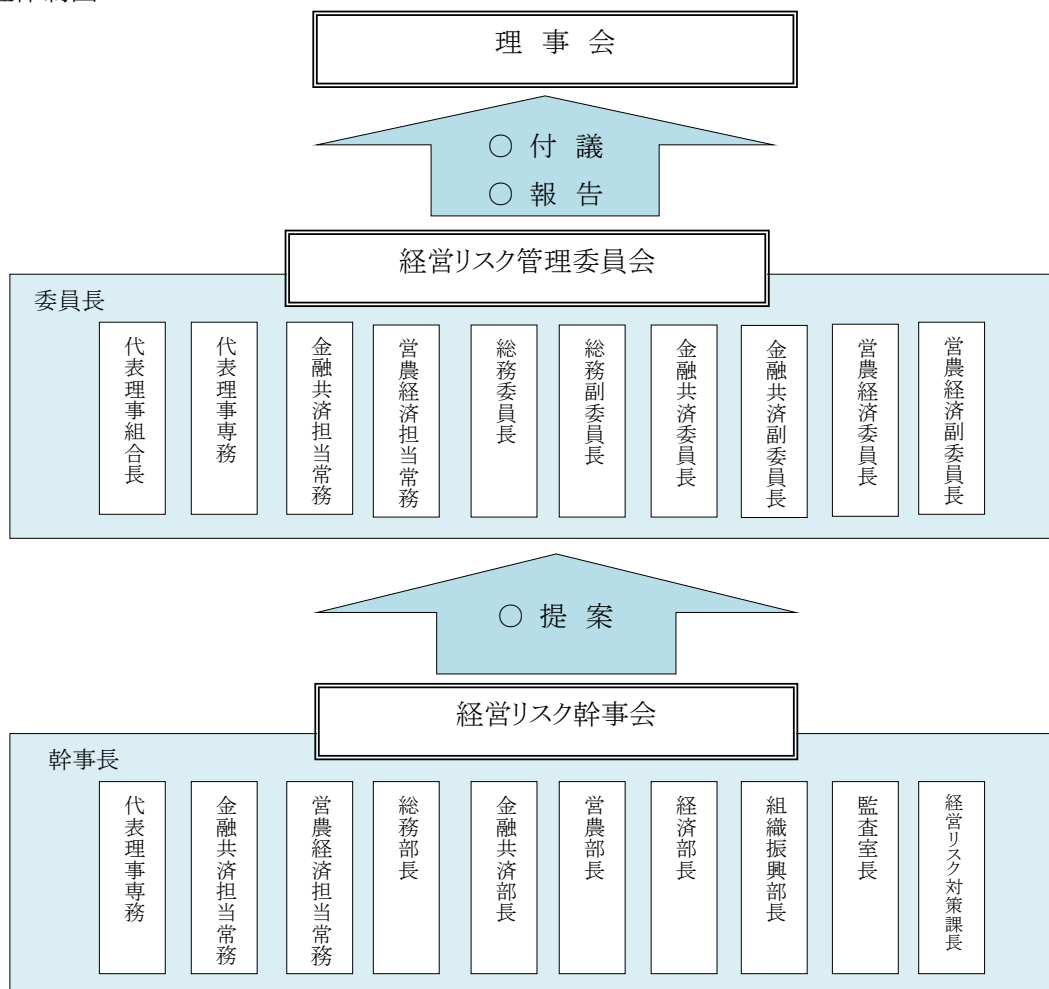 理 事 会
○ 付 議
○ 報 告
経営リスク管理委員会
委員長
代表理事組合長
代表理事専務
金融共済担当常務
営農経済担当常務
総務委員長
総務副委員長
金融共済委員長
金融共済副委員長
営農経済委員長
営農経済副委員長
○ 提 案
経営リスク幹事会
幹事長
代表理事専務
金融共済担当常務
営農経済担当常務
総務部長
金融共済部長
営農部長
経済部長
組織振興部長
監査室長
経営リスク対策課長